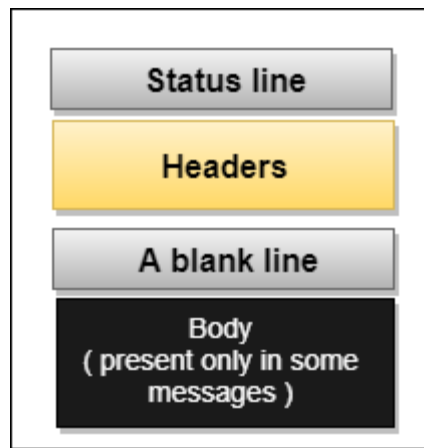 Status line
Headers
A blank line
Body
( present only in some
messages )